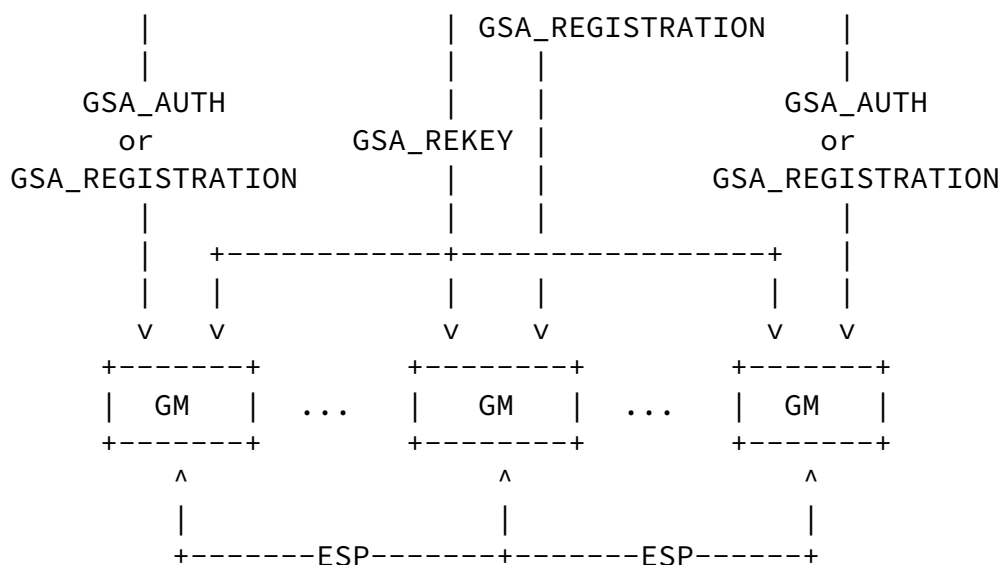 GSA_REGISTRATION
GSA_AUTH GSA_AUTH
or GSA_REKEY or
GSA_REGISTRATION GSA_REGISTRATION
GM ... GM ... GM
ESP ESP